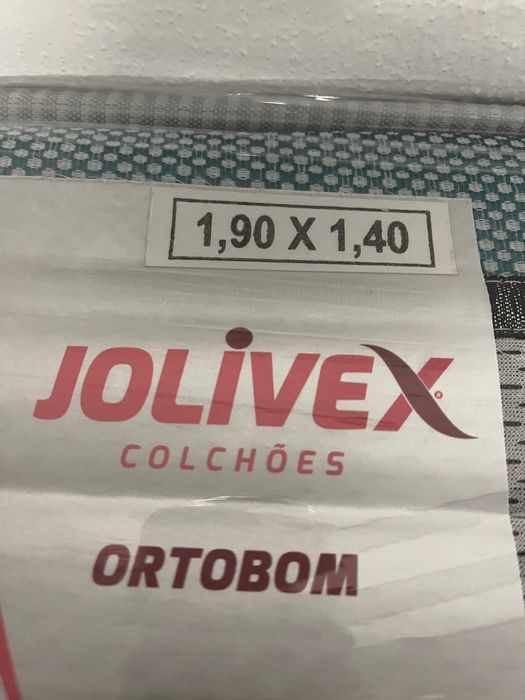 1,90 X 1,40
JOLIVEX®
COLCHÕES
ORTOBOM